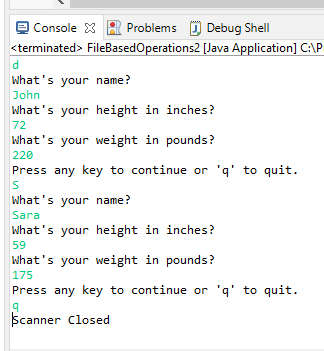 Console Problems Debug Shell
<terminated> FileBasedOperations2 [Java Application] C:\P
d
What's your name?
John
What's your height in inches?
72
What's your weight in pounds?
220
Press any key to continue or 'q' to quit.
S
What's your name?
Sara
What's your height in inches?
59
What's your weight in pounds?
175
Press any key to continue or 'q' to quit.
q
Scanner Closed